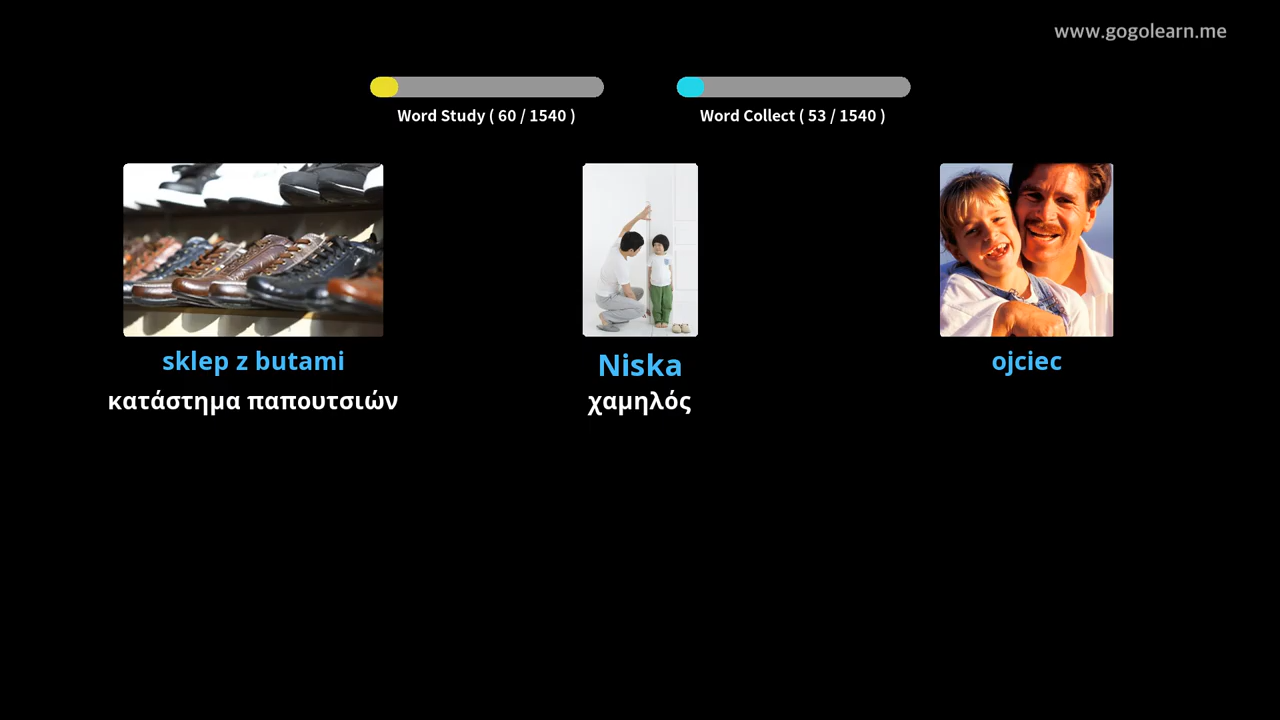 www.gogolearn.me
Word Study ( 60 / 1540 )
Word Collect ( 53 / 1540 )
sklep z butami
Niska
ojciec
κατάστημα παπουτσιών
χαμηλός